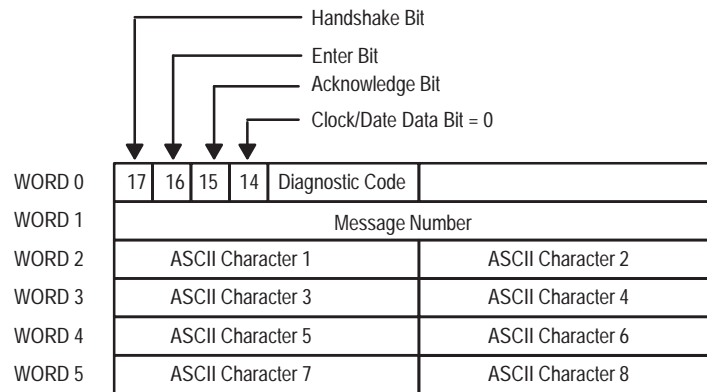 Handshake Bit
Enter Bit
Acknowledge Bit
Clock/Date Data Bit = 0
WORD 0 17 16 15 14 Diagnostic Code
WORD 1 Message Number
WORD 2 ASCII Character 1 ASCII Character 2
WORD 3 ASCII Character 3 ASCII Character 4
WORD 4 ASCII Character 5 ASCII Character 6
WORD 5 ASCII Character 7 ASCII Character 8